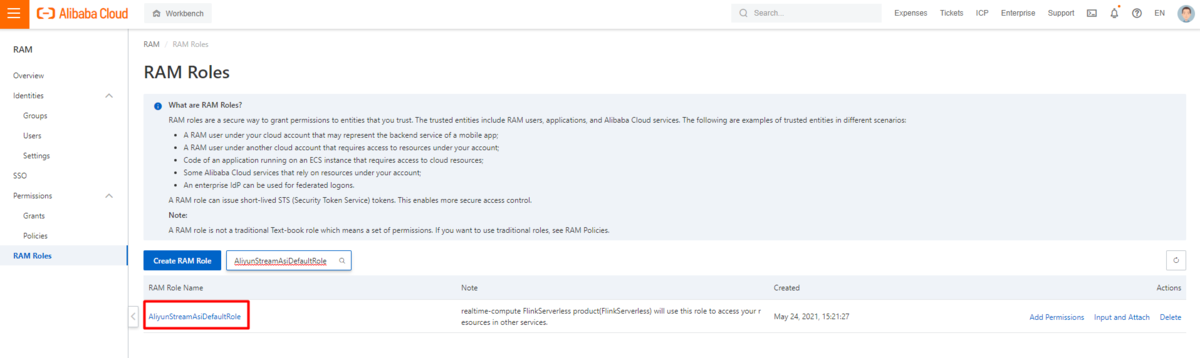 Alibaba Cloud
Workbench
Search...
Expenses Tickets ICP Enterprise Support EN
RAM
Overview
Identities
Groups
Users
Settings
SSO
Permissions
Grants
Policies
RAM Roles
RAM / RAM Roles
RAM Roles
What are RAM Roles?
RAM roles are a secure way to grant permissions to entities that you trust. The trusted entities include RAM users, applications, and Alibaba Cloud services. The following are examples of trusted entities in different scenarios:
• A RAM user under your cloud account that may represent the backend service of a mobile app;
• A RAM user under another cloud account that requires access to resources under your account;
• Code of an application running on an ECS instance that requires access to cloud resources;
• Some Alibaba Cloud services that rely on resources under your account;
• An enterprise IdP can be used for federated logons.
A RAM role can issue short-lived STS (Security Token Service) tokens. This enables more secure access control.
Note:
A RAM role is not a traditional Text-book role which means a set of permissions. If you want to use traditional roles, see RAM Policies.
Create RAM Role AliyunStreamAsiDefaultRole
RAM Role Name Note Created Actions
AliyunStreamAsiDefaultRole
realtime-compute FlinkServerless product(FlinkServerless) will use this role to access your r
esources in other services.
May 24, 2021, 15:21:27
Add Permissions Input and Attach Delete